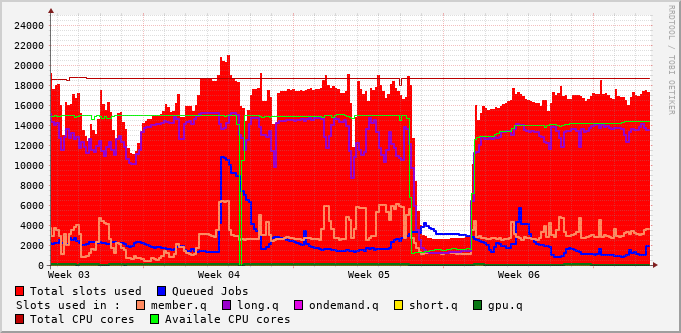 24000
22000
20000
18000
16000
14000
12000
10000
8000
6000
4000
2000
0
Week 03 Week 04 Week 05 Week 06
RRDTOOL / TOBI OETIKER
Total slots used Queued Jobs
Slots used in : member.q long.q ondemand.q short.q gpu.q
Total CPU cores Availale CPU cores